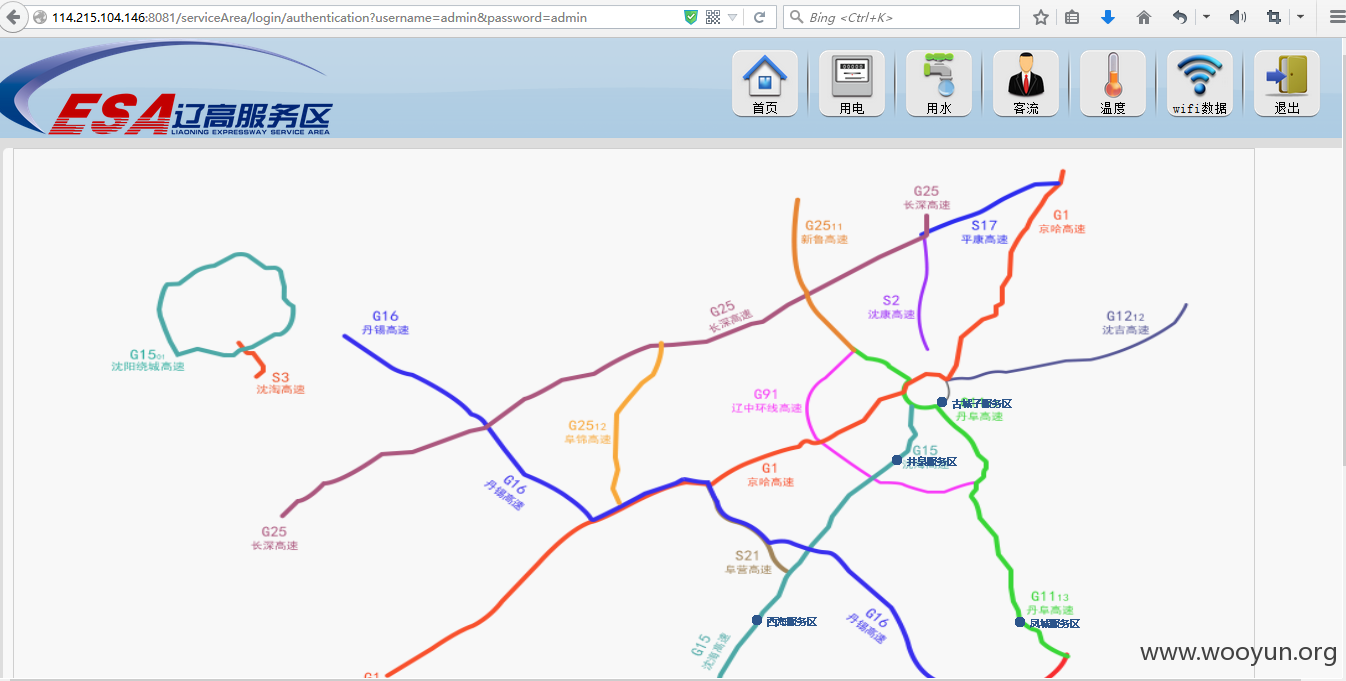 114.215.104.146:8081/serviceArea/login/authentication?username=admin&password=admin
Bing <Ctrl+K>
ESA辽高服务区
LIAONING EXPRESSWAY SERVICE AREA
首页
用电
用水
客流
温度
wifi数据
退出
G25
长深高速
G2511
新鲁高速
S17
平康高速
G1
京哈高速
G16
丹锡高速
G25
长深高速
S2
沈康高速
G1212
沈吉高速
G1501
沈阳绕城高速
S3
沈淘高速
G91
辽中环线高速
古城子服务区
丹阜高速
G2512
阜锦高速
G15
井泉服务区
G1
京哈高速
G16
丹锡高速
G25
长深高速
S21
阜营高速
G1113
丹阜高速
G16
丹锡高速
西海服务区
凤城服务区
G15
沈海高速
G1
www.wooyun.org